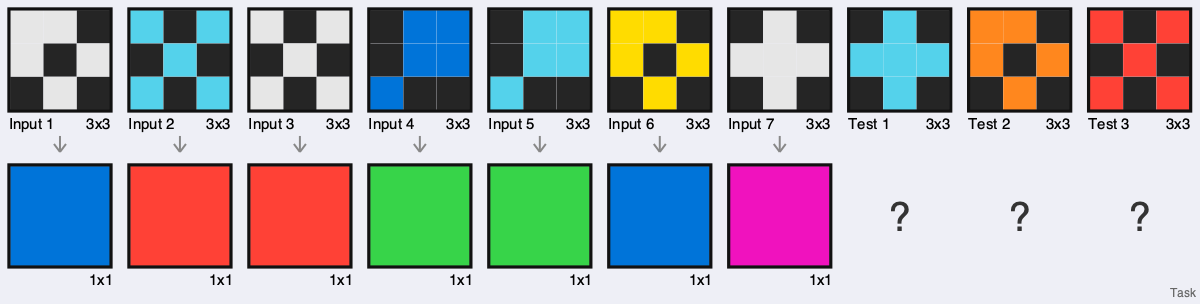 Input 1 3x3 Input 2 3x3 Input 3 3x3 Input 4 3x3 Input 5 3x3 Input 6 3x3 Input 7 3x3 Test 1 3x3 Test 2 3x3 Test 3 3x3
? ? ?
1x1 1x1 1x1 1x1 1x1 1x1 1x1
Task